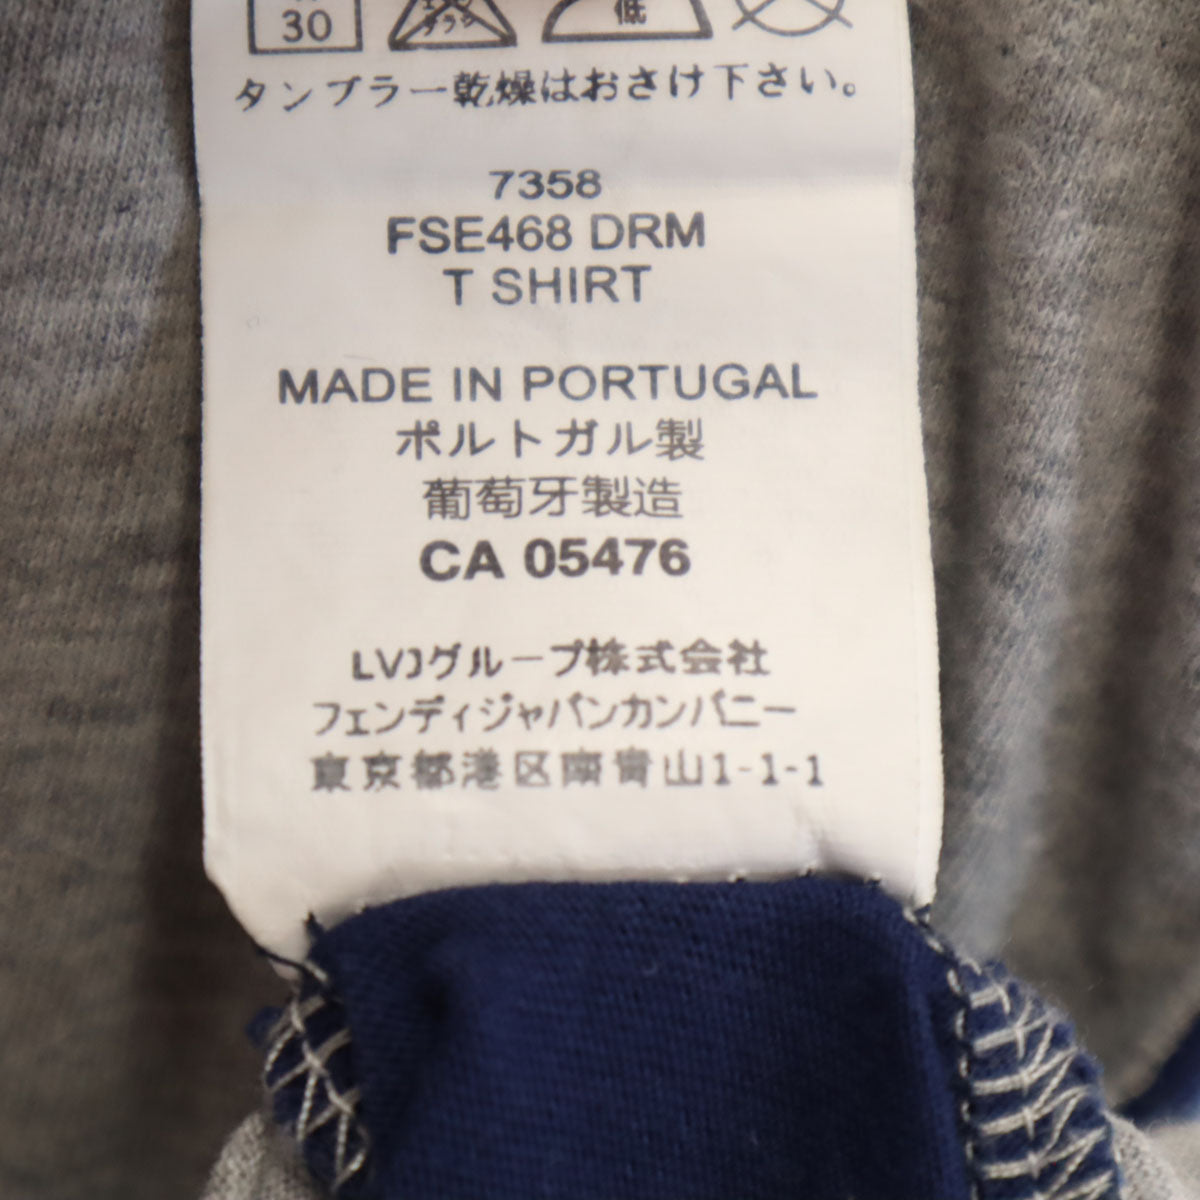 30
低
タンブラー乾燥はおさけ下さい。
7358
FSE468 DRM
T SHIRT
MADE IN PORTUGAL
ポルトガル製
葡萄牙製造
CA 05476
LVJグループ株式会社
フェンディジャパンカンパニー
東京都港区南青山1-1-1